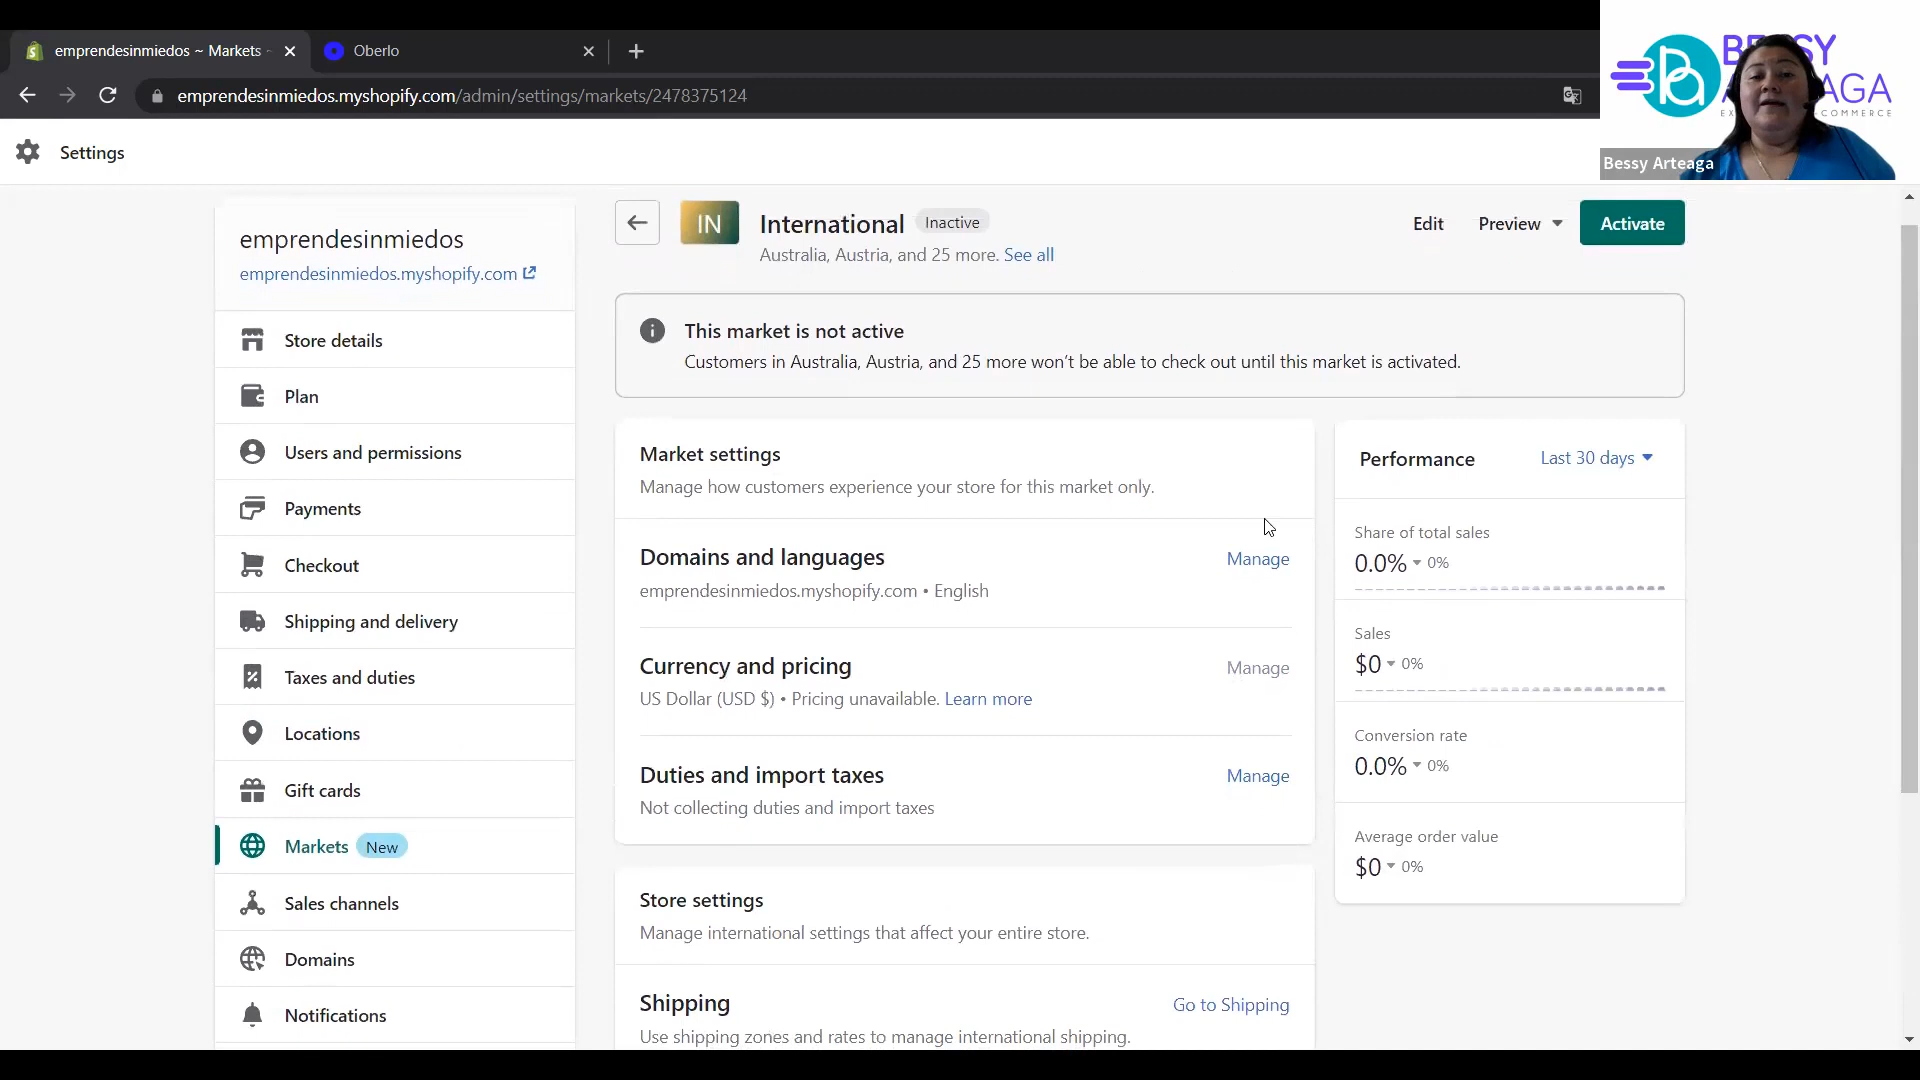 emprendesinmiedos ~ Markets ~
Oberlo
emprendesinmiedos.myshopify.com/admin/settings/markets/2478375124
Bessy Arteaga
Settings
emprendesinmiedos
emprendesinmiedos.myshopify.com
Store details
Plan
Users and permissions
Payments
Checkout
Shipping and delivery
Taxes and duties
Locations
Gift cards
Markets New
Sales channels
Domains
Notifications
IN International Inactive
Australia, Austria, and 25 more. See all
Edit Preview Activate
This market is not active
Customers in Australia, Austria, and 25 more won't be able to check out until this market is activated.
Market settings
Manage how customers experience your store for this market only.
Domains and languages Manage
emprendesinmiedos.myshopify.com • English
Currency and pricing Manage
US Dollar (USD $) • Pricing unavailable. Learn more
Duties and import taxes Manage
Not collecting duties and import taxes
Store settings
Manage international settings that affect your entire store.
Shipping Go to Shipping
Use shipping zones and rates to manage international shipping.
Performance Last 30 days
Share of total sales
0.0% 0%
Sales
$0 0%
Conversion rate
0.0% 0%
Average order value
$0 0%